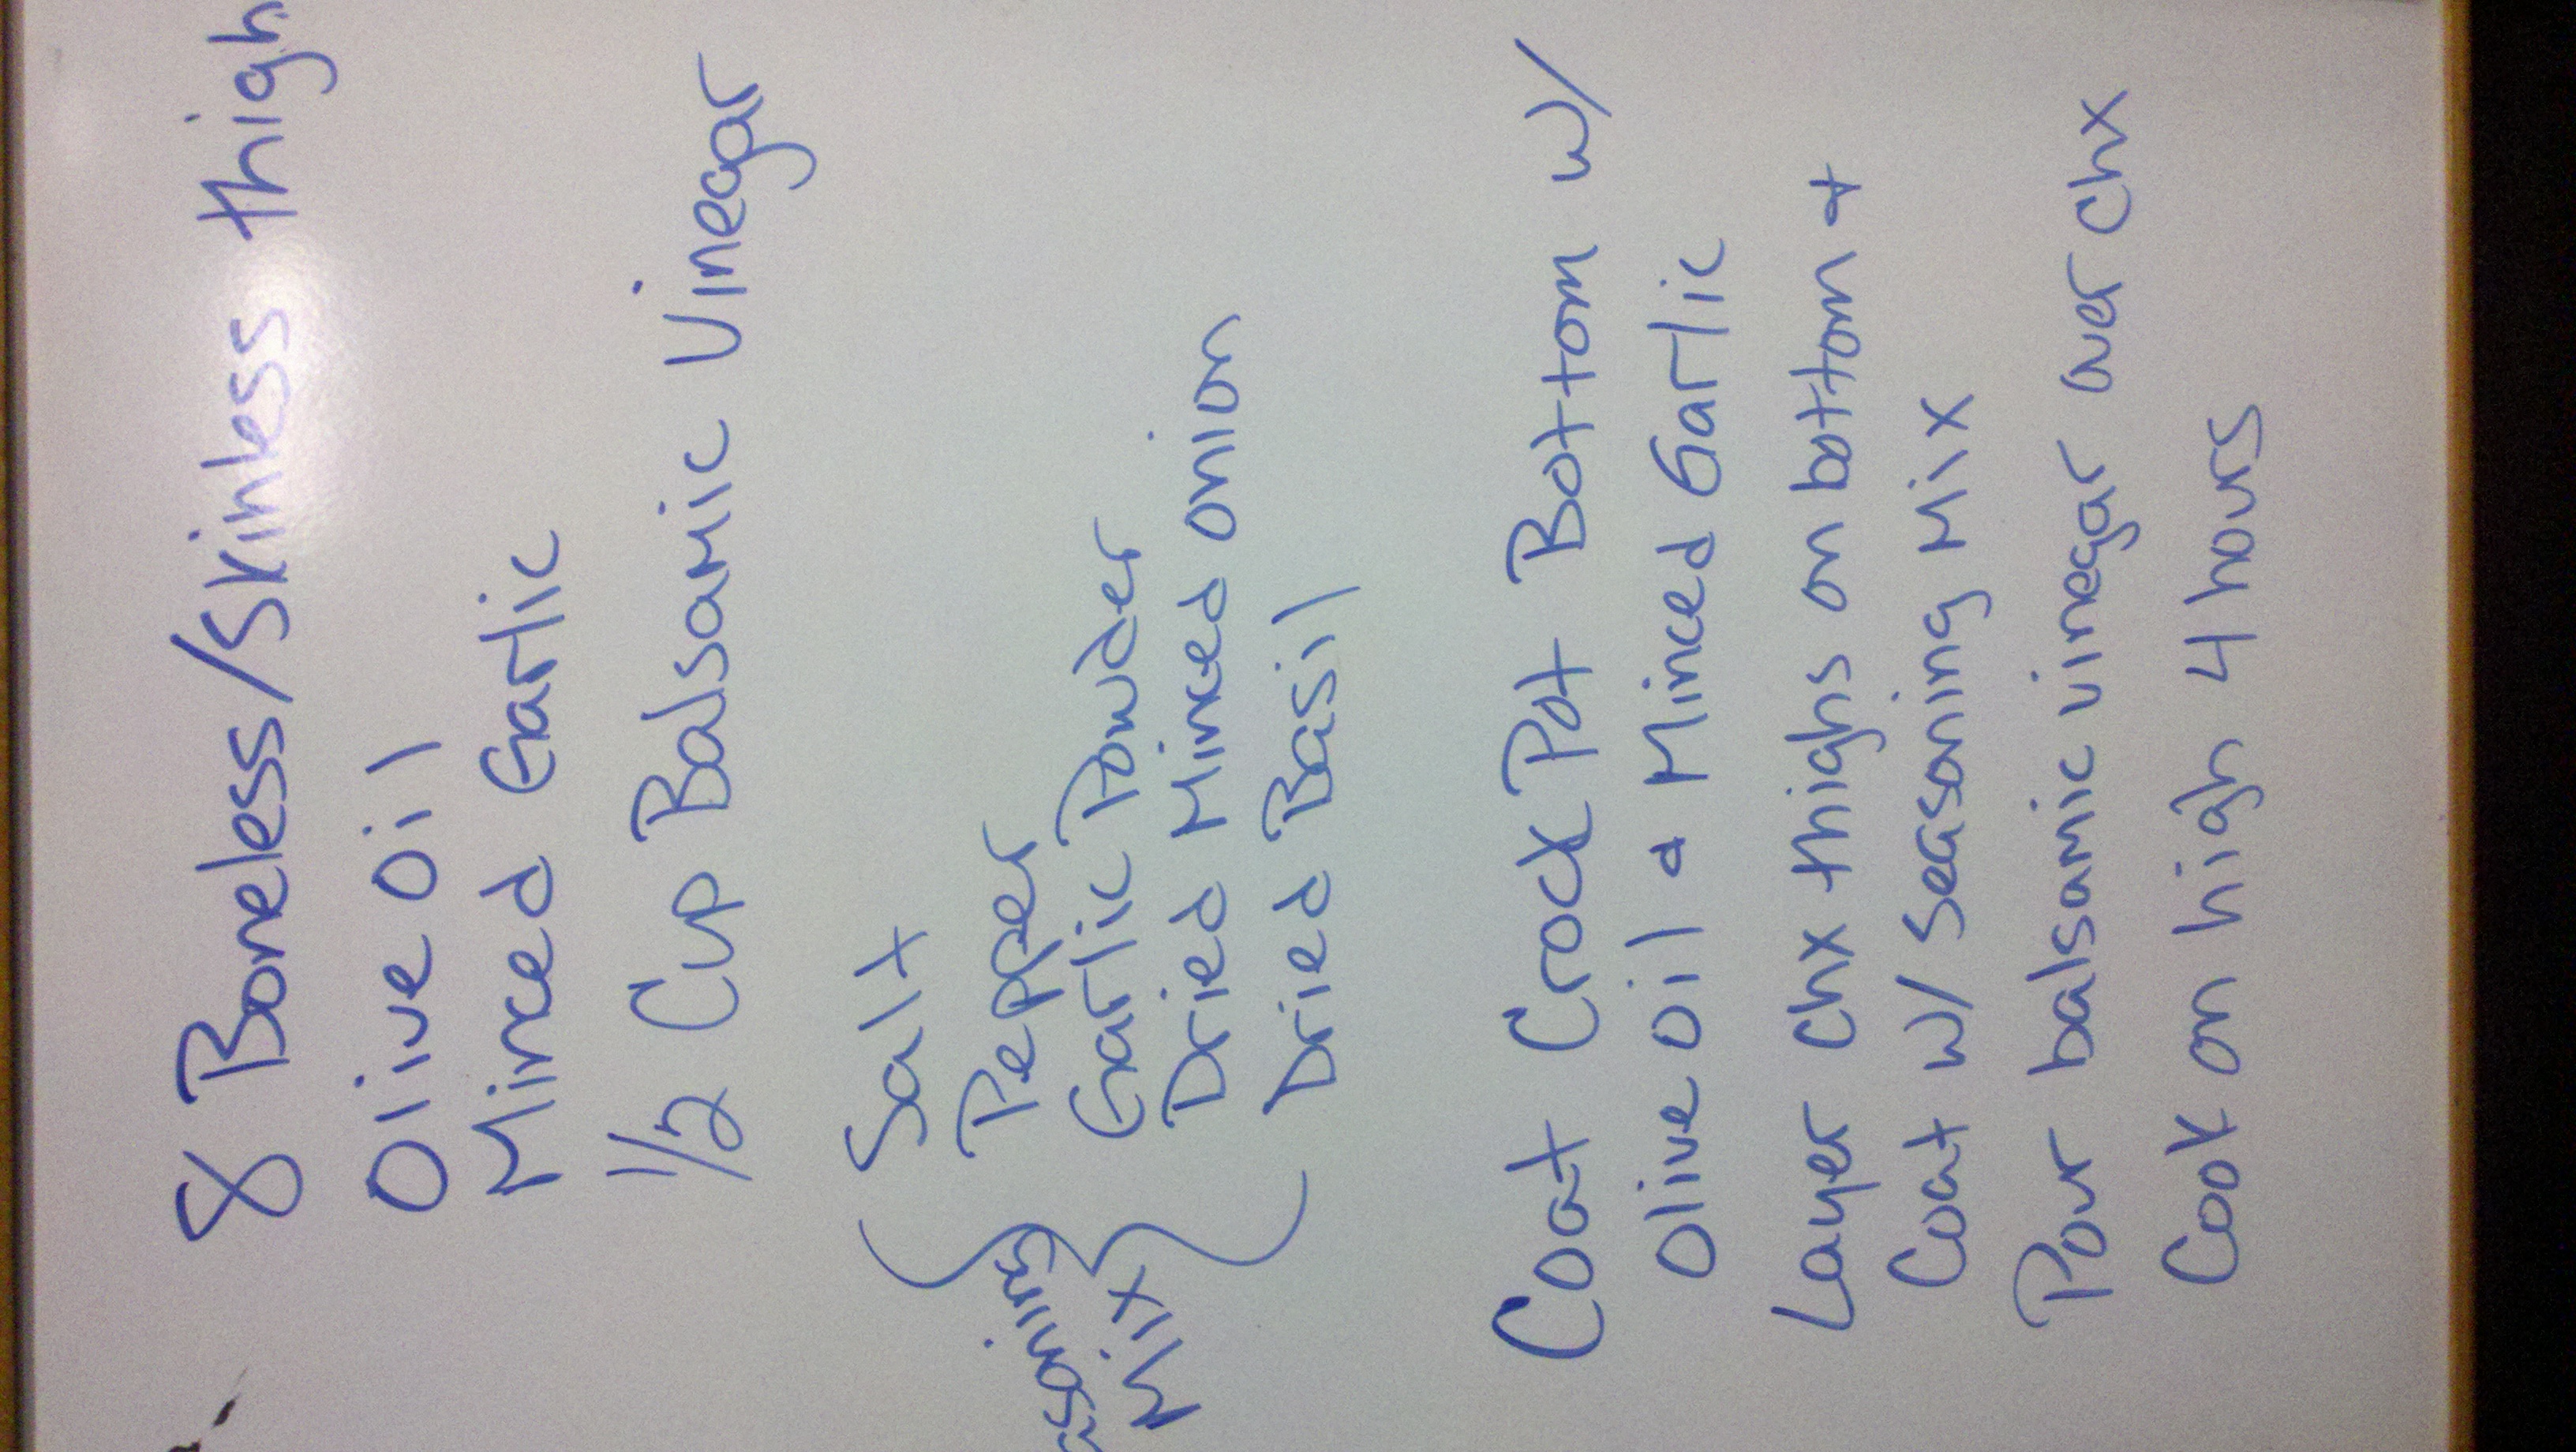 8 Boneless/Skinless thigh
Olive Oil
Minced Garlic
1/2 Cup Balsamic Vinegar
Salt
Pepper
asoning
Mix
Garlic Powder
Dried Minced onion
Dried Basil
Coat Crock Pot Bottom w/
Olive oil & Minced Garlic
Layer chx thighs on bottom &
Coat w/ Seasoning Mix
Pour balsamic vinegar over chx
Cook on high 4 hours